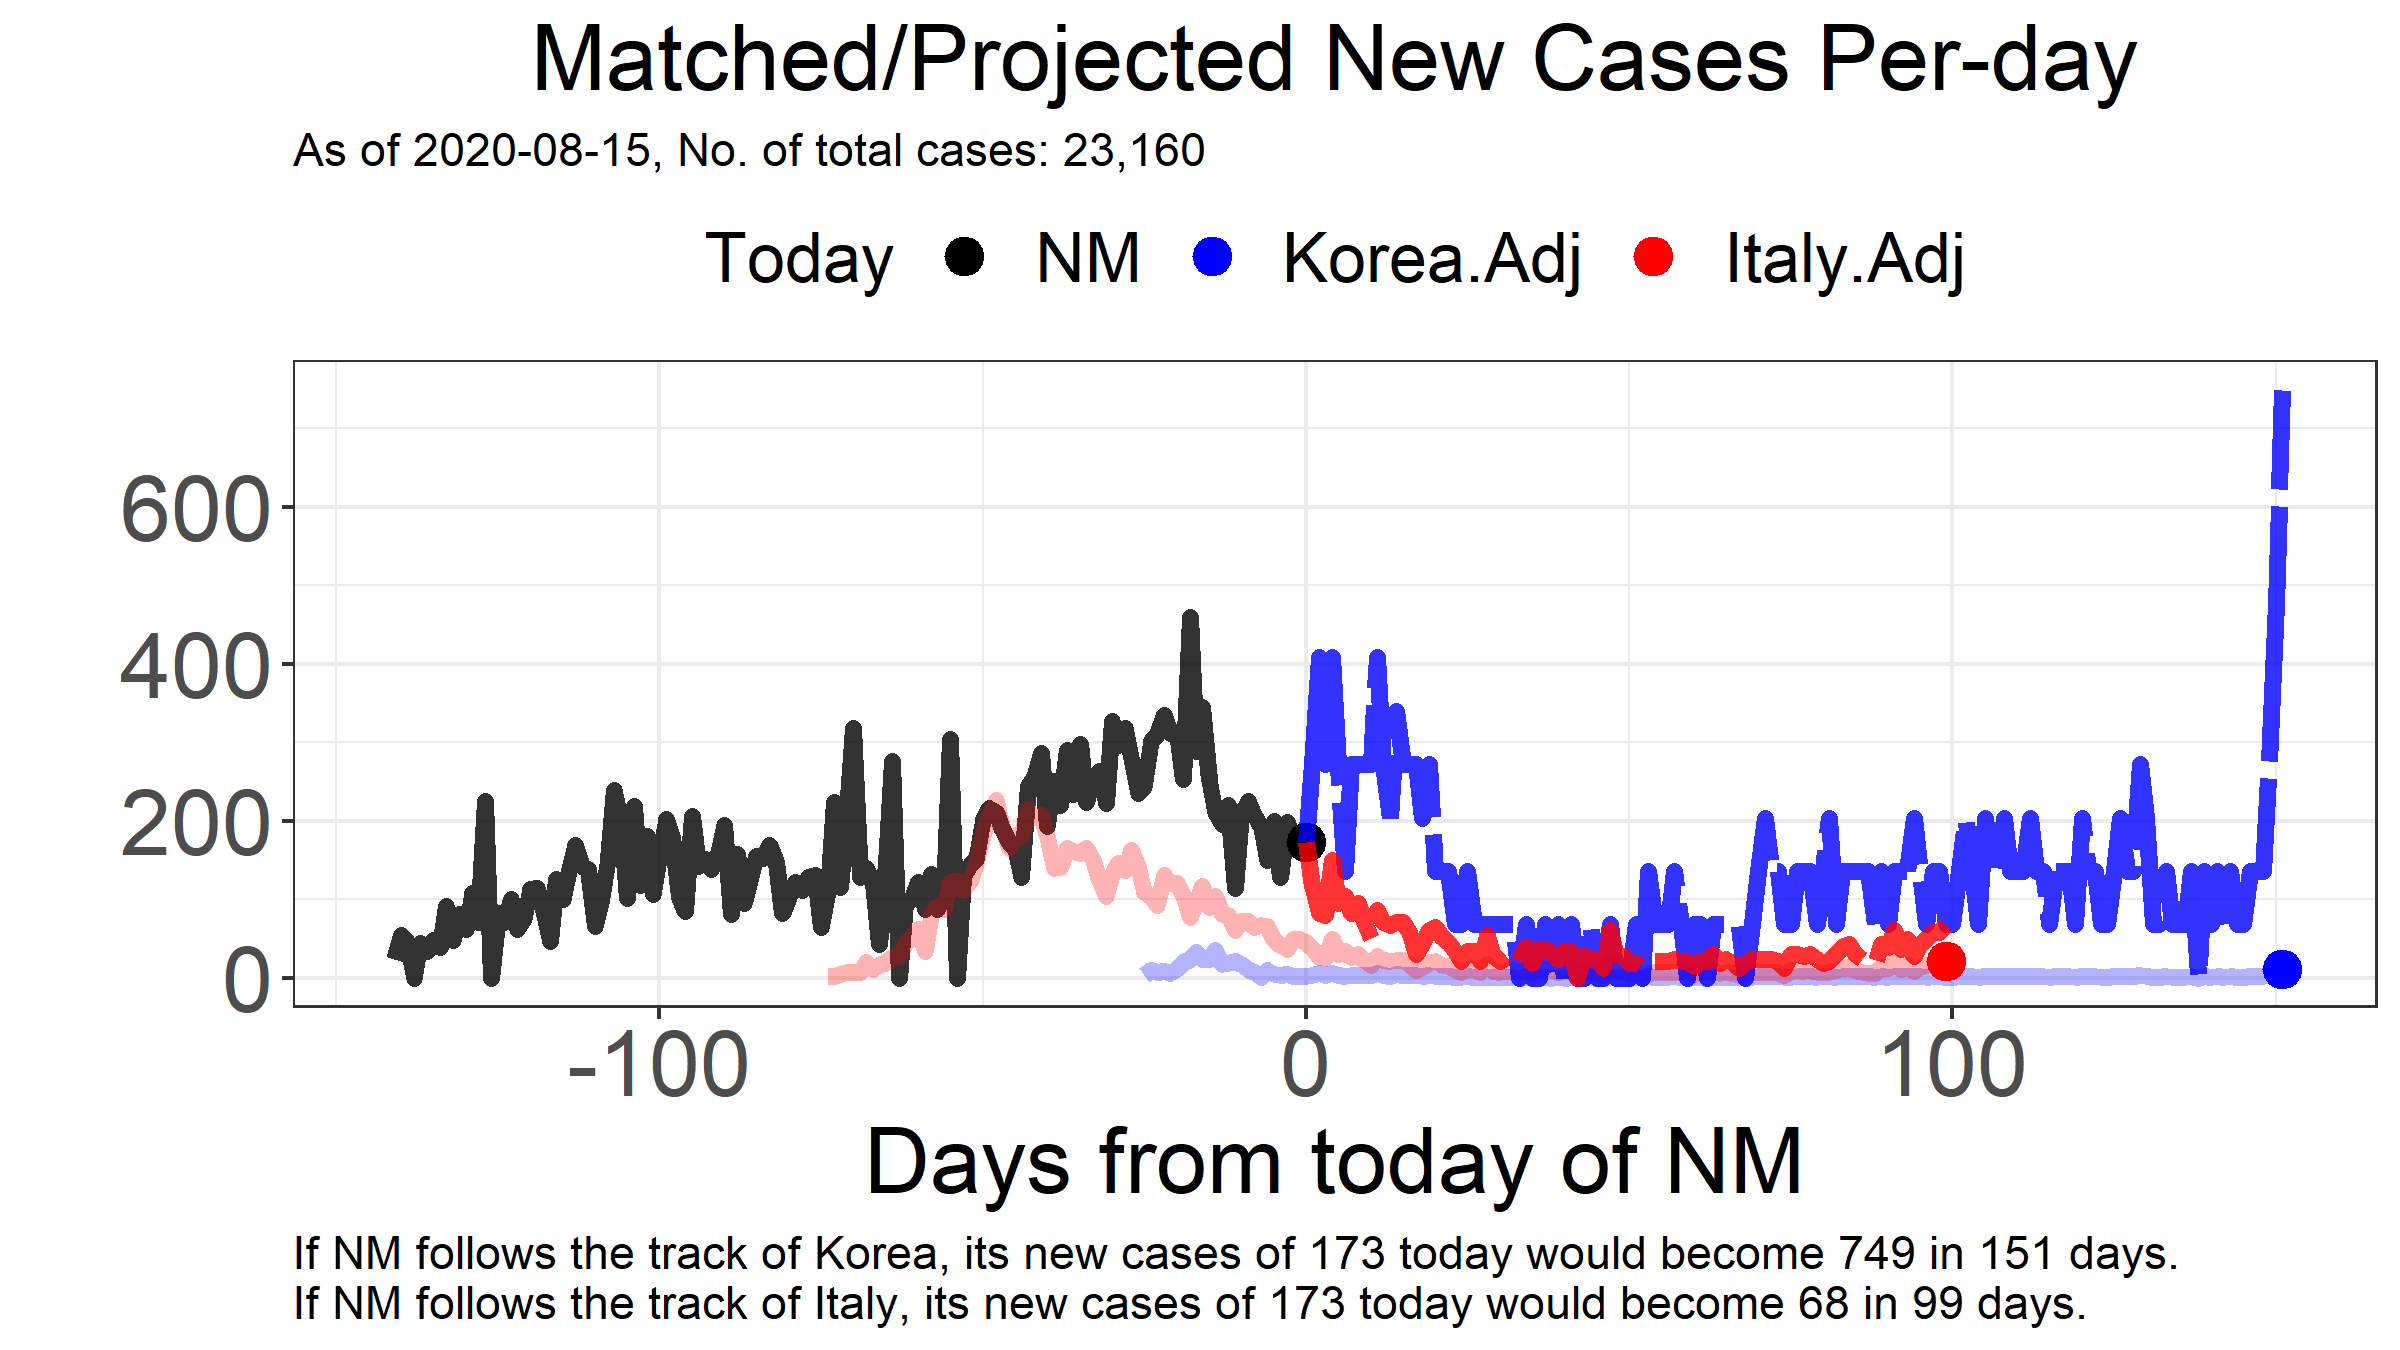 Matched/Projected New Cases Per-day
As of 2020-08-15, No. of total cases: 23,160
Today NM Korea.Adj Italy.Adj
600
400
200
0
-100 0 100
Days from today of NM
If NM follows the track of Korea, its new cases of 173 today would become 749 in 151 days.
If NM follows the track of Italy, its new cases of 173 today would become 68 in 99 days.